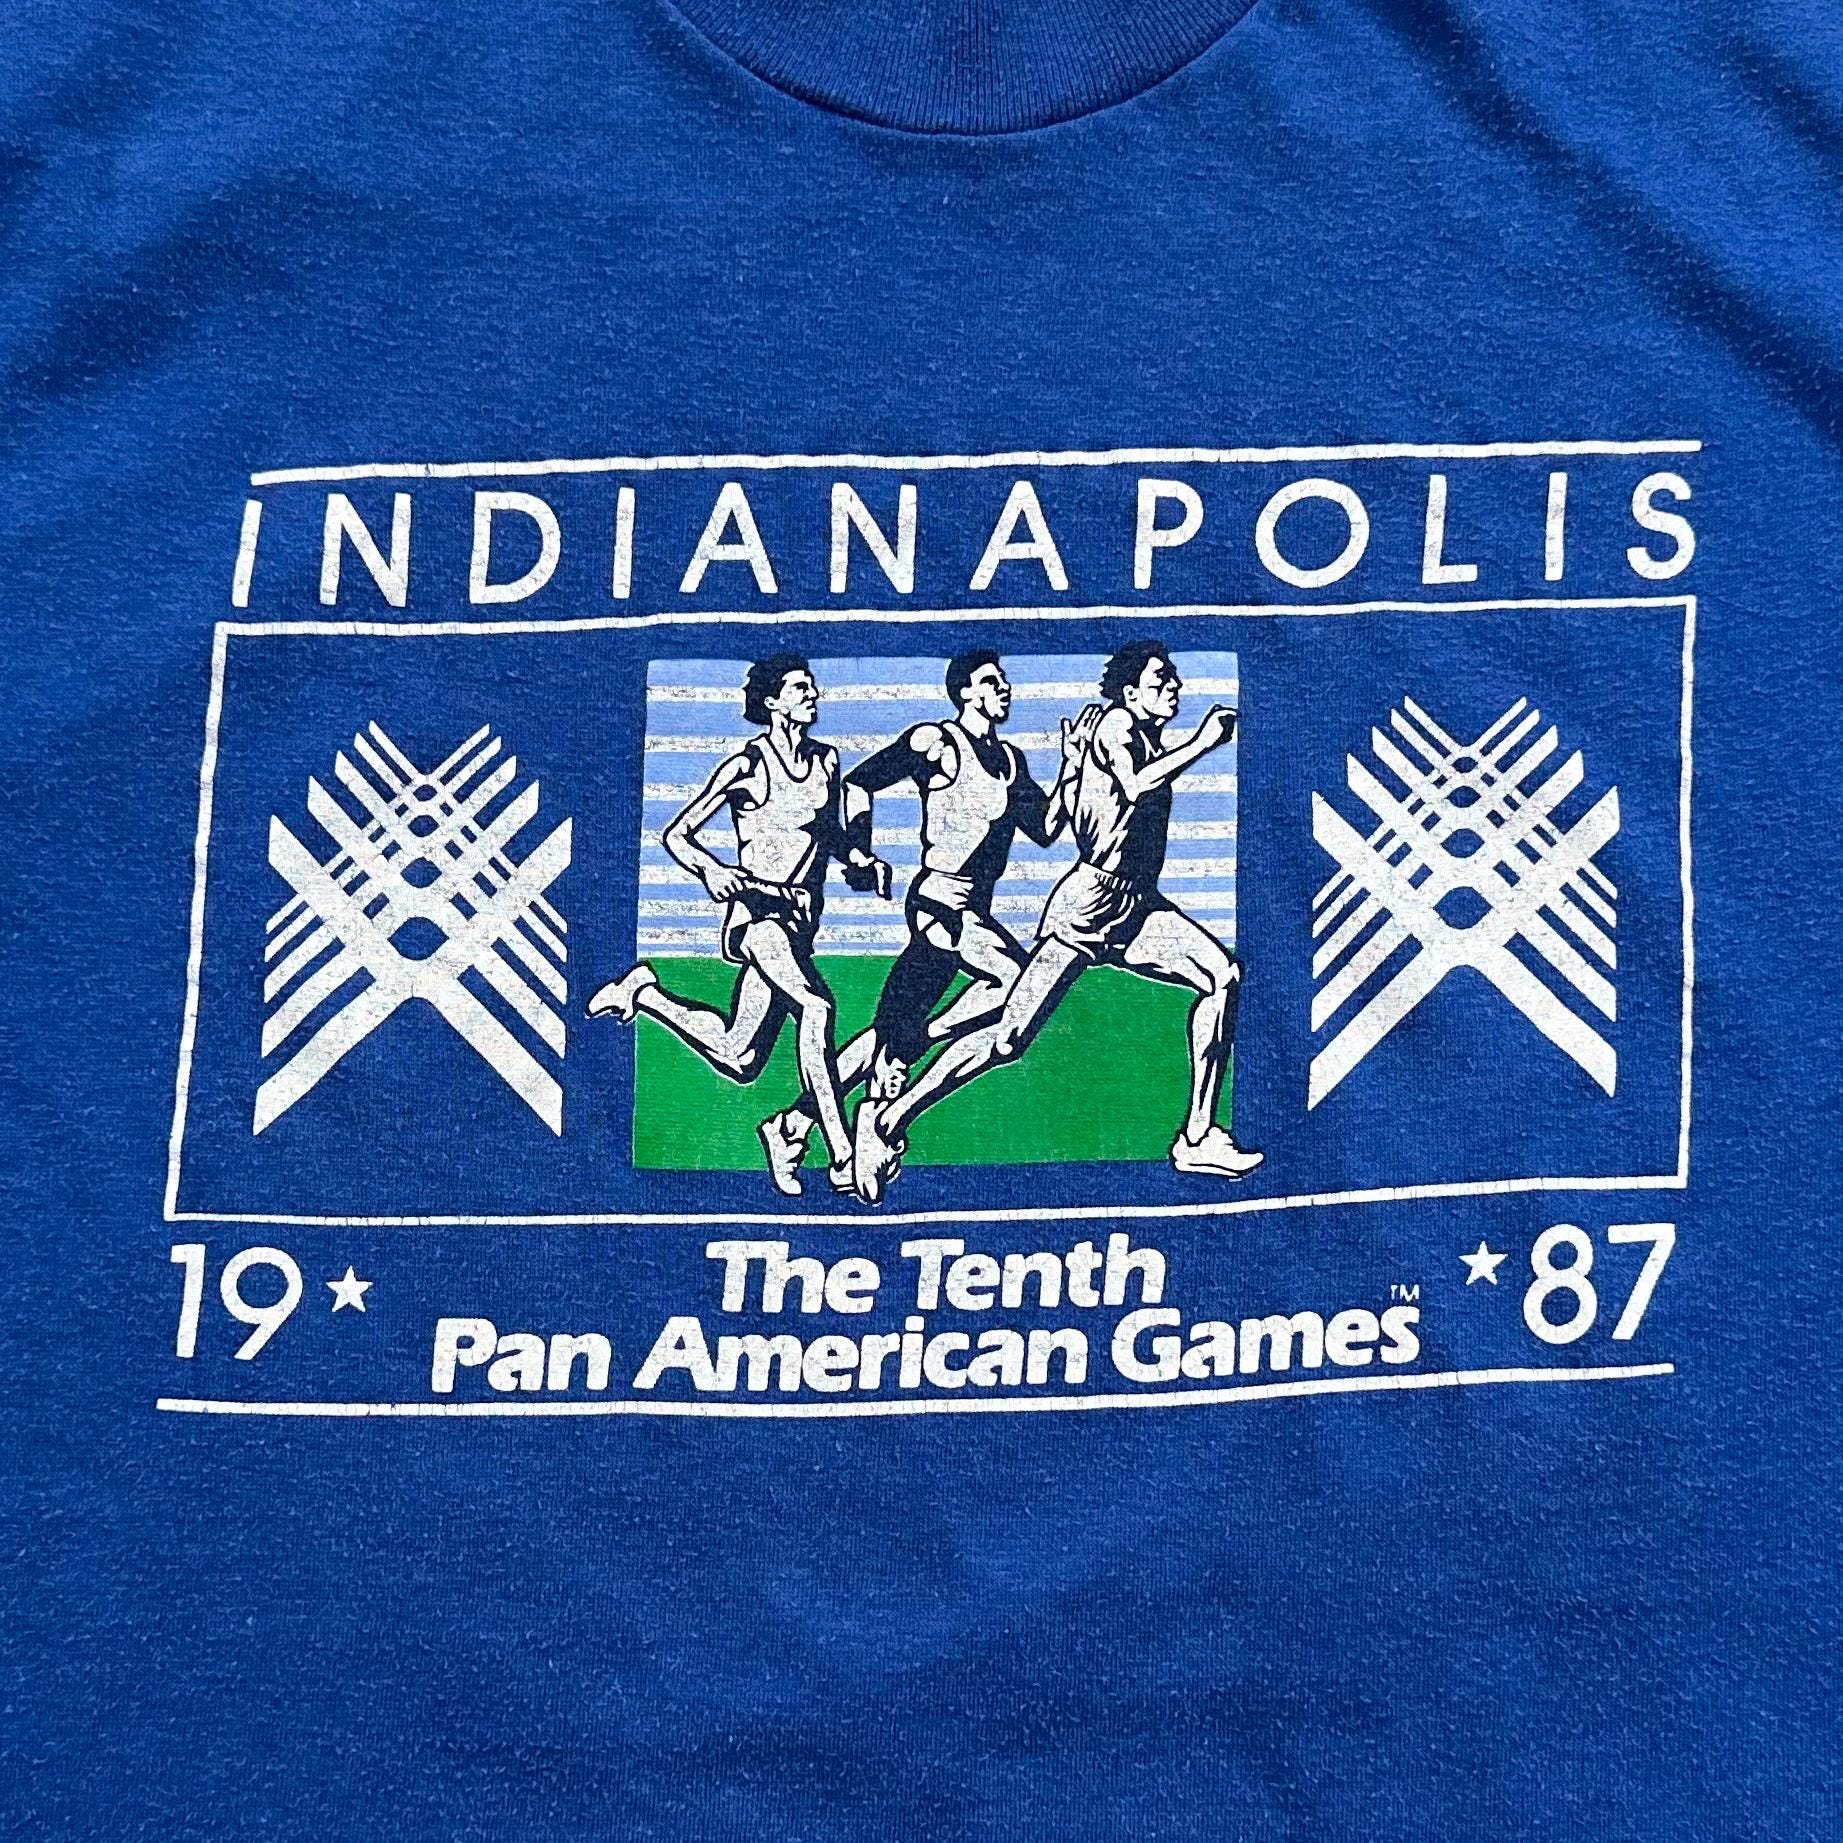 INDIANAPOLIS
19 ★ The Tenth ★ 87
Pan American Games™